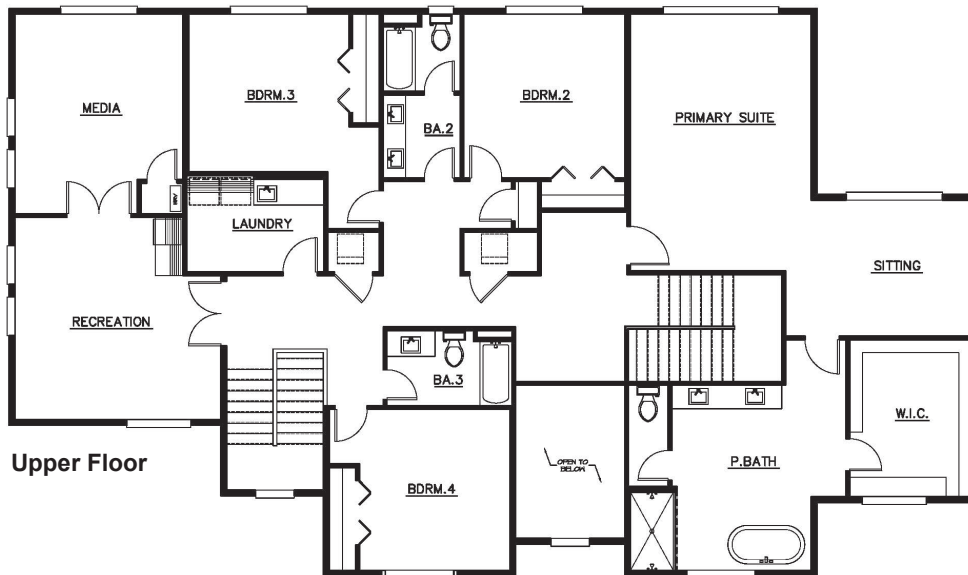 MEDIA
BDRM.3
BA.2
BDRM.2
PRIMARY SUITE
LAUNDRY
SITTING
RECREATION
BA.3
W.I.C.
Upper Floor
OPEN TO
BELOW
P.BATH
BDRM.4